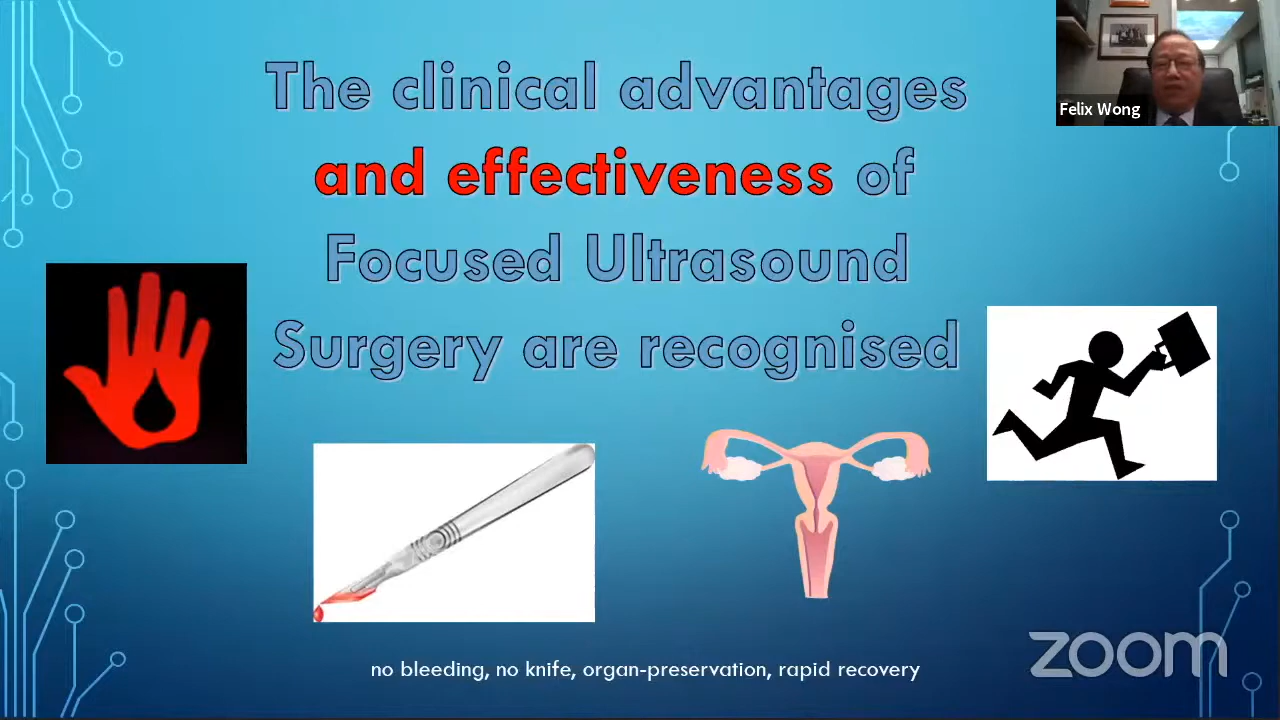 The clinical advantages
and effectiveness of
Focused Ultrasound
Surgery are recognised
Felix Wong
no bleeding, no knife, organ-preservation, rapid recovery
zoom